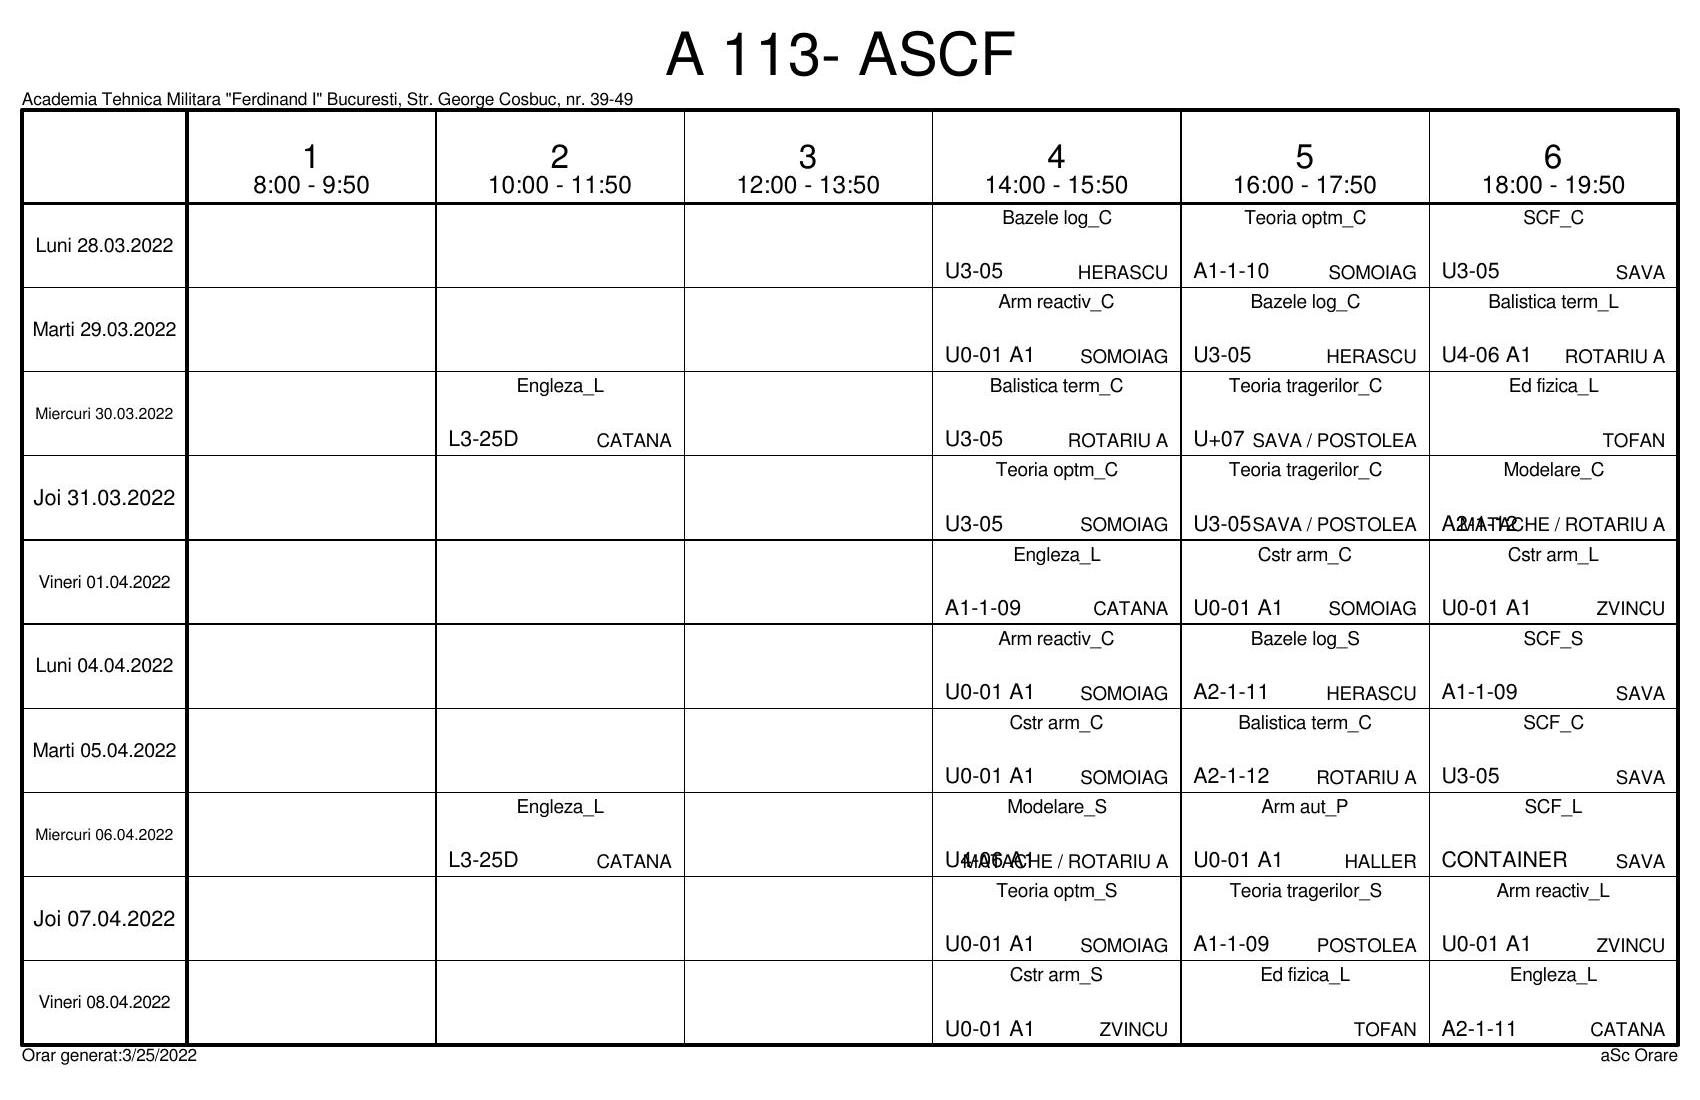 A 113- ASCF
Academia Tehnica Militara "Ferdinand I" Bucuresti, Str. George Cosbuc, nr. 39-49
1 2 3 4 5 6
8:00 - 9:50 10:00 - 11:50 12:00 - 13:50 14:00 - 15:50 16:00 - 17:50 18:00 - 19:50
Bazele log_C Teoria optm_C SCF_C
Luni 28.03.2022
U3-05 HERASCU A1-1-10 SOMOIAG U3-05 SAVA
Arm reactiv_C Bazele log_C Balistica term_L
Marti 29.03.2022
U0-01 A1 SOMOIAG U3-05 HERASCU U4-06 A1 ROTARIU A
Engleza_L Balistica term_C Teoria tragerilor_C Ed fizica_L
Miercuri 30.03.2022
L3-25D CATANA U3-05 ROTARIU A U+07 SAVA / POSTOLEA TOFAN
Teoria optm_C Teoria tragerilor_C Modelare_C
Joi 31.03.2022
U3-05 SOMOIAG U3-05 SAVA / POSTOLEA A2-1-12 MATACHE / ROTARIU A
Engleza_L Cstr arm_C Cstr arm_L
Vineri 01.04.2022
A1-1-09 CATANA U0-01 A1 SOMOIAG U0-01 A1 ZVINCU
Arm reactiv_C Bazele log_S SCF_S
Luni 04.04.2022
U0-01 A1 SOMOIAG A2-1-11 HERASCU A1-1-09 SAVA
Cstr arm_C Balistica term_C SCF_C
Marti 05.04.2022
U0-01 A1 SOMOIAG A2-1-12 ROTARIU A U3-05 SAVA
Engleza_L Modelare_S Arm aut_P SCF_L
Miercuri 06.04.2022
L3-25D CATANA U4-06 A1 MATACHE / ROTARIU A U0-01 A1 HALLER CONTAINER SAVA
Teoria optm_S Teoria tragerilor_S Arm reactiv_L
Joi 07.04.2022
U0-01 A1 SOMOIAG A1-1-09 POSTOLEA U0-01 A1 ZVINCU
Cstr arm_S Ed fizica_L Engleza_L
Vineri 08.04.2022
U0-01 A1 ZVINCU TOFAN A2-1-11 CATANA
Orar generat:3/25/2022 aSc Orare